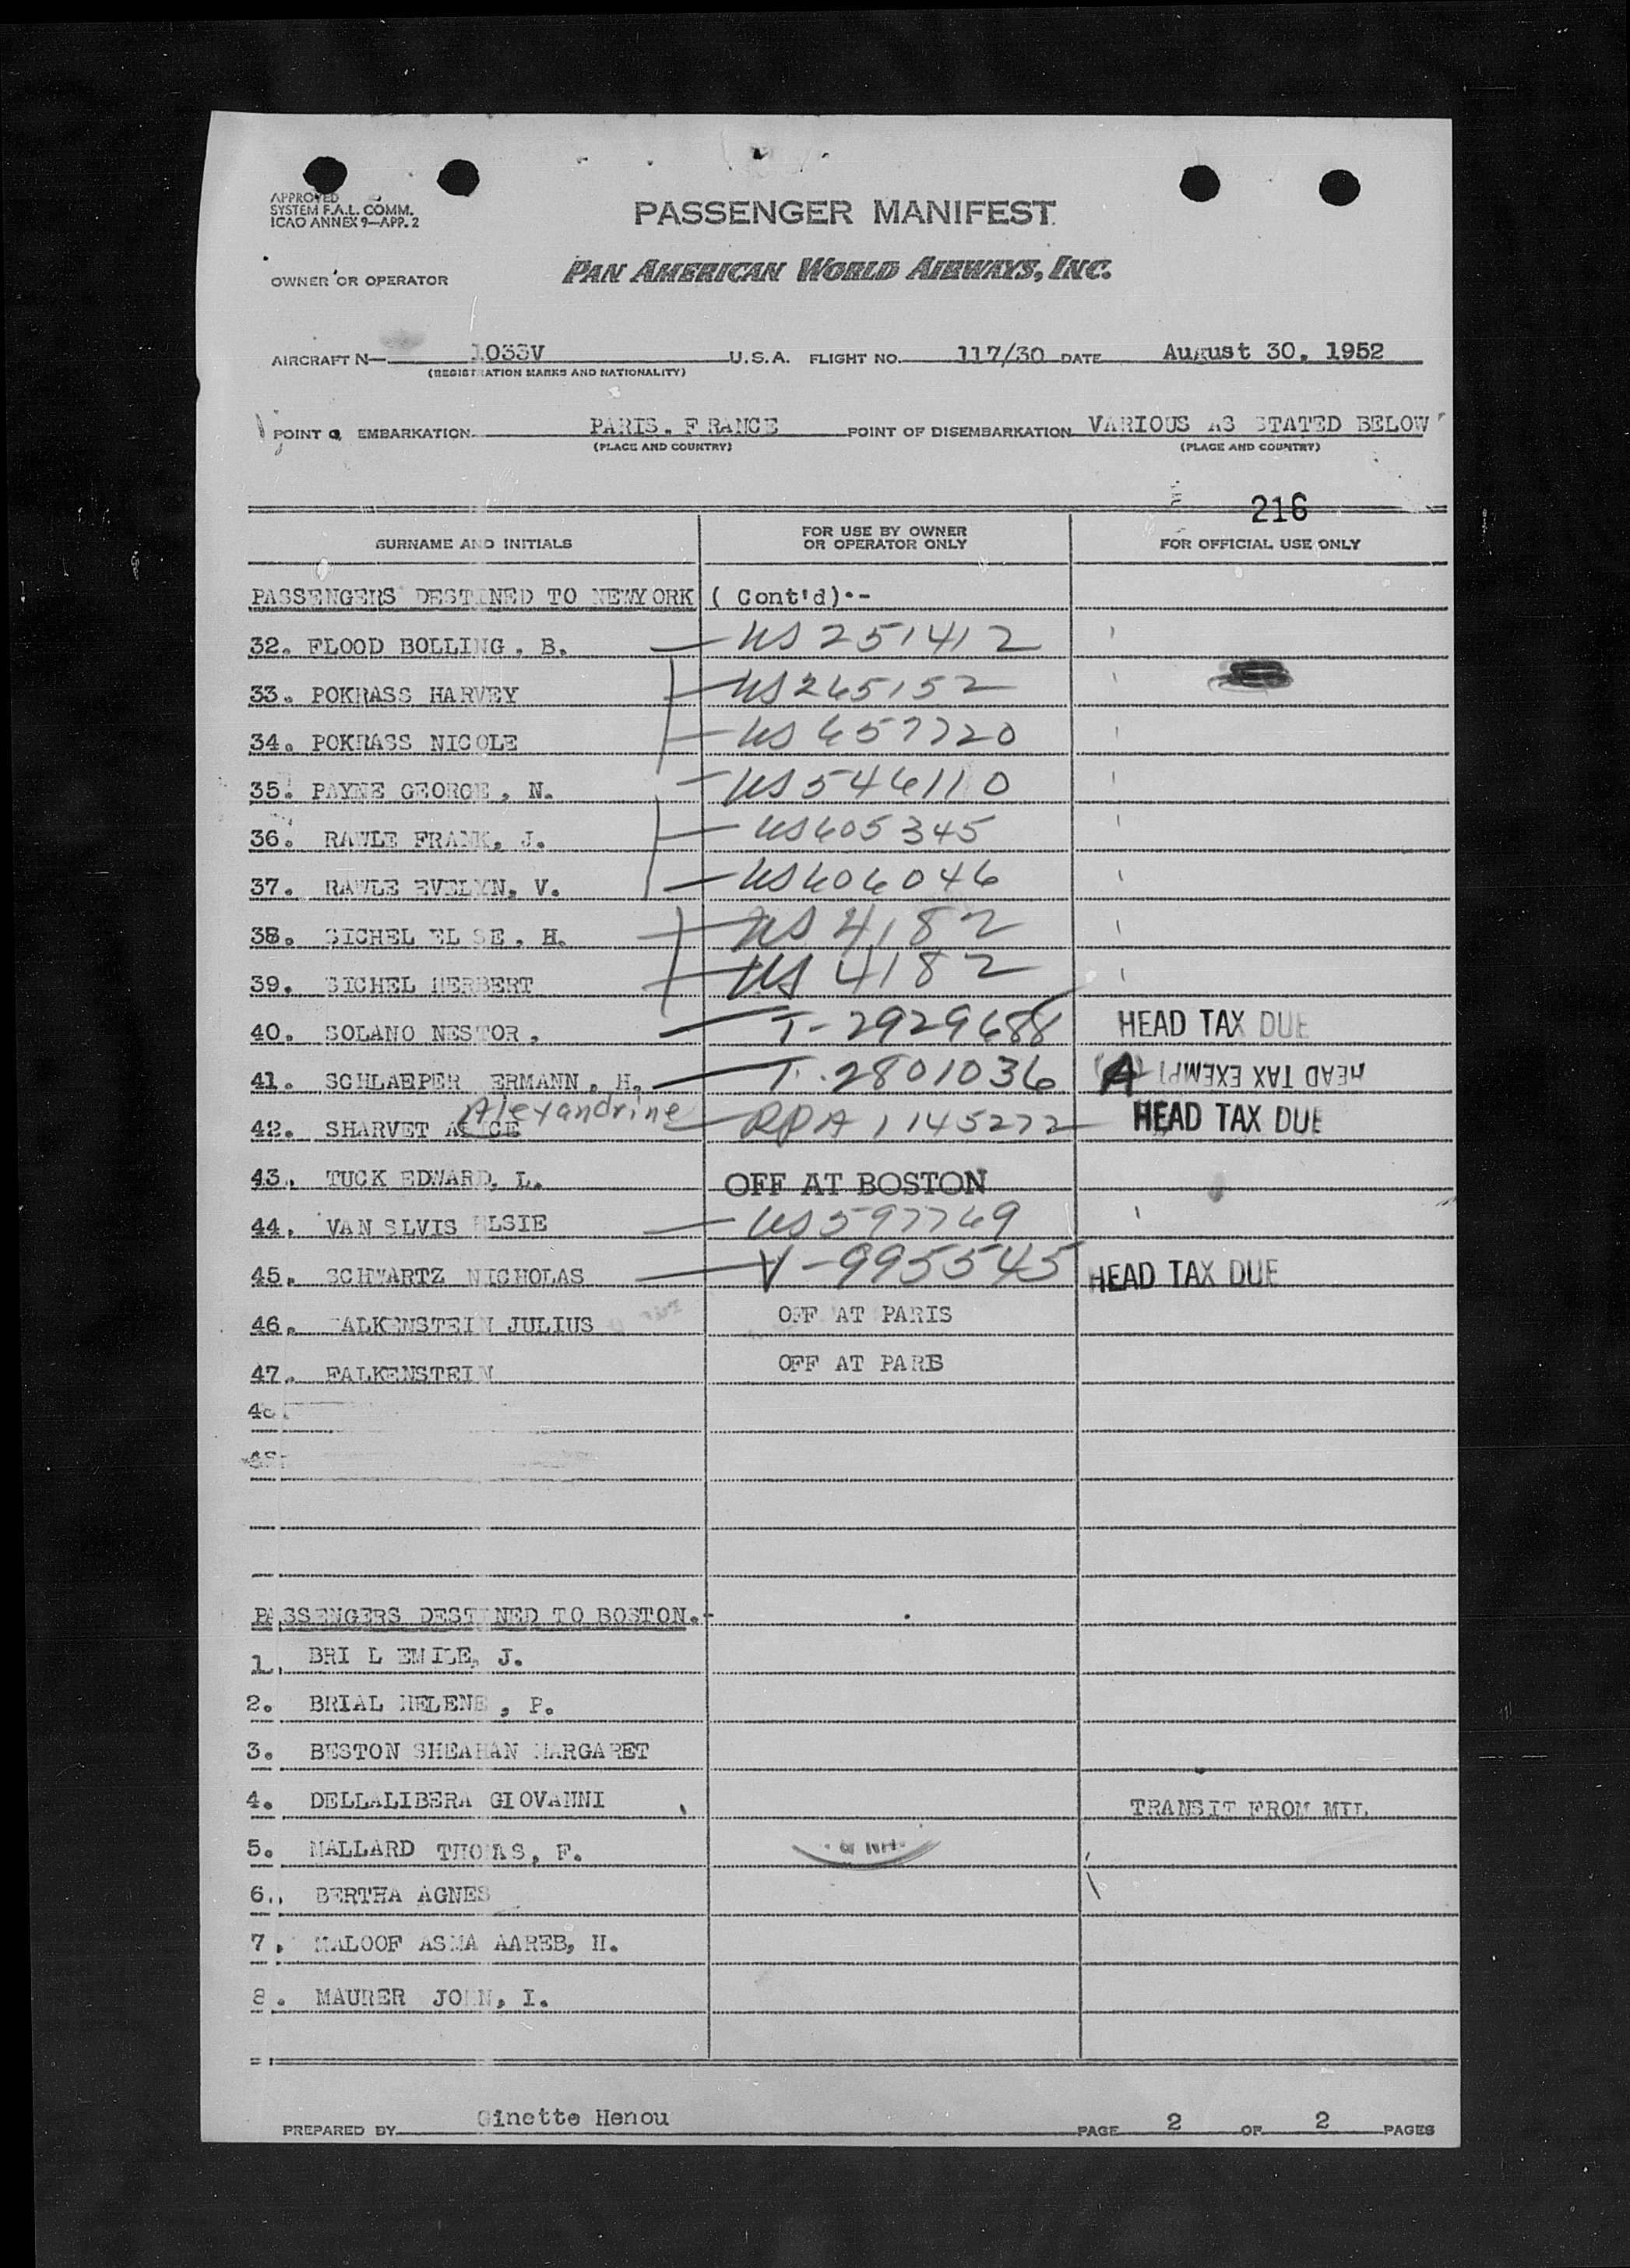 APPROVED
SYSTEM F.A.L. COMM.
ICAO ANNEX 9—APP. 2
PASSENGER MANIFEST
OWNER OR OPERATOR PAN AMERICAN WORLD AIRWAYS, INC.
AIRCRAFT N— 1033V U.S.A. FLIGHT NO. 117/30 DATE August 30, 1952
(REGISTRATION MARKS AND NATIONALITY)
POINT O EMBARKATION PARIS. FRANCE POINT OF DISEMBARKATION VARIOUS AS STATED BELOW
(PLACE AND COUNTRY) (PLACE AND COUNTRY)
216
SURNAME AND INITIALS FOR USE BY OWNER OR OPERATOR ONLY FOR OFFICIAL USE ONLY
PASSENGERS DESTINED TO NEWYORK ( Cont'd).-
32. FLOOD BOLLING, B. — US 251412
33. POKRASS HARVEY — US 265152
34. POKRASS NICOLE — US 657720
35. PAYNE GEORGE, N. — US 546110
36. RAWLE FRANK, J. — US 605345
37. RAWLE EVELYN, V. — US 606046
38. SICHEL ELSE, H. — US 4182
39. SICHEL HERBERT — US 4182
40. SOLANO NESTOR, — T-2929688 HEAD TAX DUE
41. SCHLAEPER ERMANN, H. — T-2801036 A HEAD TAX EXEMPT
Alexandrine
42. SHARVET ALICE — RPA 1145272 HEAD TAX DUE
43. TUCK EDWARD, L. OFF AT BOSTON
44. VAN SLVIS ELSIE — US 597769
45. SCHWARTZ NICHOLAS — V-995545 HEAD TAX DUE
46. FALKENSTEIN JULIUS OFF AT PARIS
47. FALKENSTEIN OFF AT PARIS
48.
PASSENGERS DESTINED TO BOSTON.-
1. BRI L EMILE, J.
2. BRIAL HELENE, P.
3. BESTON SHEAHAN MARGARET
4. DELLALIBERA GIOVANNI TRANSIT FROM MIL
5. MALLARD THOMAS, F.
6. BERTHA AGNES
7. MALOOF ASMA AAREB, H.
8. MAURER JOHN, I.
PREPARED BY Ginette Henou PAGE 2 OF 2 PAGES